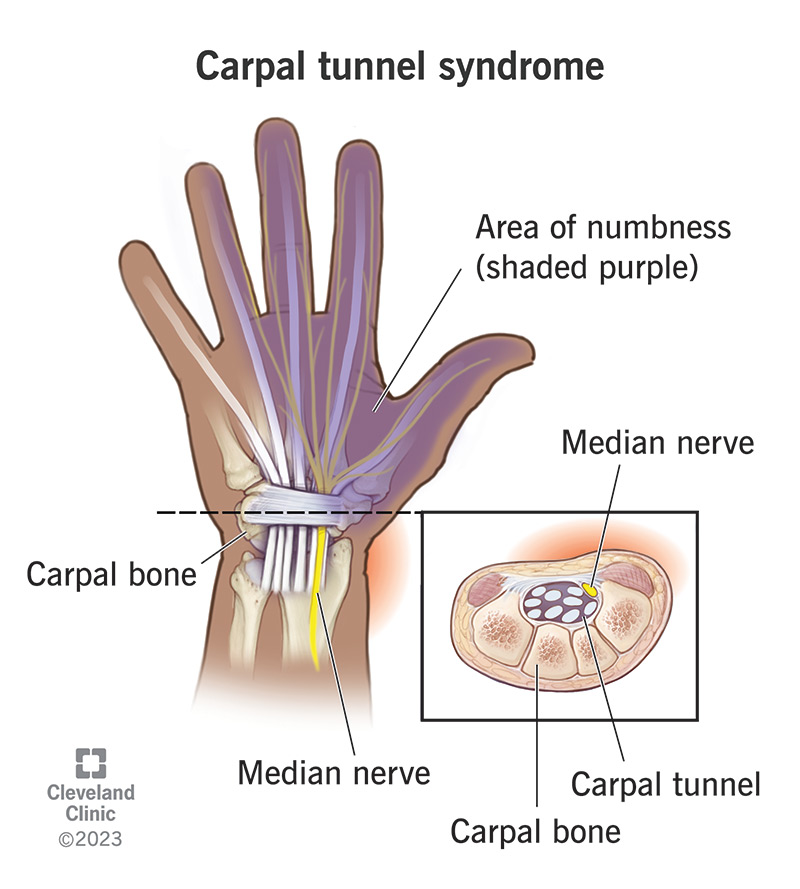 Carpal tunnel syndrome
Area of numbness
(shaded purple)
Median nerve
Carpal bone
Median nerve
Carpal tunnel
Carpal bone
Cleveland
Clinic
©2023